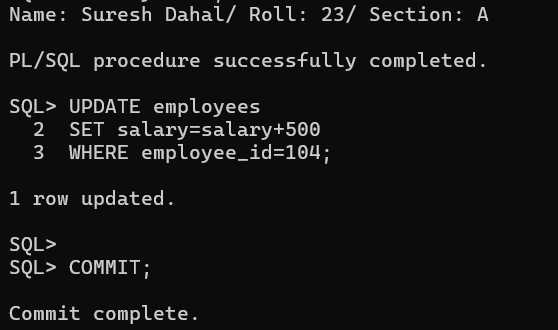 Name: Suresh Dahal/ Roll: 23/ Section: A
PL/SQL procedure successfully completed.
SQL> UPDATE employees
2 SET salary=salary+500
3 WHERE employee_id=104;
1 row updated.
SQL>
SQL> COMMIT;
Commit complete.